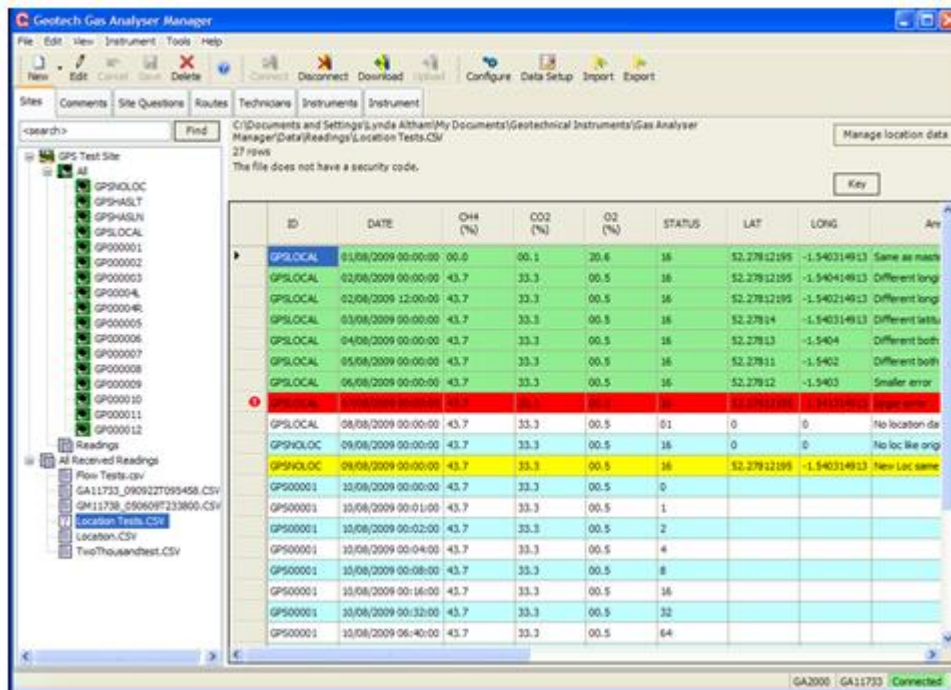 Geotech Gas Analyser Manager
File Edit View Instrument Tools Help
New Edit Cancel Save Delete Connect Disconnect Download Upload Configure Data Setup Import Export
Sites Comments Site Questions Routes Technicians Instruments Instrument
<search> Find
C:\Documents and Settings\Lynda Altham\My Documents\Geotechnical Instruments\Gas Analyser
Manager\Data\Readings\Location Tests.CSV
27 rows
The file does not have a security code.
Manage location data
Key
GPS Test Site
All
GPSNOLOC
GPSHASLT
GPSHASLN
GPSLOCAL
GP000001
GP000002
GP000003
GP00004L
GP00004R
GP000005
GP000006
GP000007
GP000008
GP000009
GP000010
GP000011
GP000012
Readings
All Received Readings
Flow Tests.csv
GA11733_090922T095458.CSV
GM11738_050609T233800.CSV
Location Tests.CSV
Location.CSV
TwoThousandtest.CSV
ID DATE CH4 (%) CO2 (%) O2 (%) STATUS LAT LONG
GPSLOCAL 01/08/2009 00:00:00 00.0 00.1 20.6 16 52.27812195 -1.540314913 Same as maste
GPSLOCAL 02/08/2009 00:00:00 43.7 33.3 00.5 16 52.27812195 -1.540414913 Different longi
GPSLOCAL 02/08/2009 12:00:00 43.7 33.3 00.5 16 52.27812195 -1.540214913 Different longi
GPSLOCAL 03/08/2009 00:00:00 43.7 33.3 00.5 16 52.27814 -1.540314913 Different latitu
GPSLOCAL 04/08/2009 00:00:00 43.7 33.3 00.5 16 52.27813 -1.5404 Different both
GPSLOCAL 05/08/2009 00:00:00 43.7 33.3 00.5 16 52.27811 -1.5402 Different both
GPSLOCAL 06/08/2009 00:00:00 43.7 33.3 00.5 16 52.27812 -1.5403 Smaller error
GPSLOCAL 08/08/2009 00:00:00 43.7 33.3 00.5 01 0 0 No location da
GPSNOLOC 09/08/2009 00:00:00 43.7 33.3 00.5 16 0 0 No loc like orig
GPSNOLOC 09/08/2009 00:00:00 43.7 33.3 00.5 16 52.27812195 -1.540314913 New Loc same
GPS00001 10/08/2009 00:00:00 43.7 33.3 00.5 0
GPS00001 10/08/2009 00:01:00 43.7 33.3 00.5 1
GPS00001 10/08/2009 00:02:00 43.7 33.3 00.5 2
GPS00001 10/08/2009 00:04:00 43.7 33.3 00.5 4
GPS00001 10/08/2009 00:08:00 43.7 33.3 00.5 8
GPS00001 10/08/2009 00:16:00 43.7 33.3 00.5 16
GPS00001 10/08/2009 00:32:00 43.7 33.3 00.5 32
GPS00001 10/08/2009 06:40:00 43.7 33.3 00.5 64
GA2000 GA11733 Connected